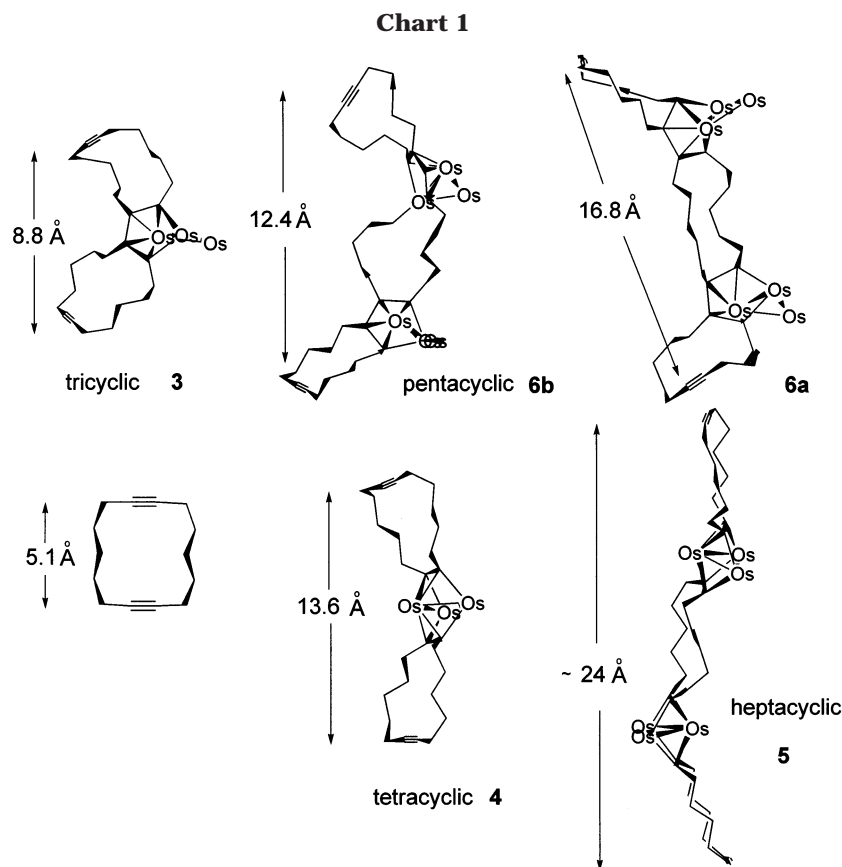 Chart 1
8.8 Å
Os Os Os
tricyclic 3
12.4 Å
Os
Os
Os
Os
pentacyclic 6b
16.8 Å
Os Os
Os
Os
Os
Os
6a
5.1 Å
13.6 Å
Os Os Os
tetracyclic 4
~ 24 Å
Os Os
Os
Os
Os
Os
heptacyclic
5